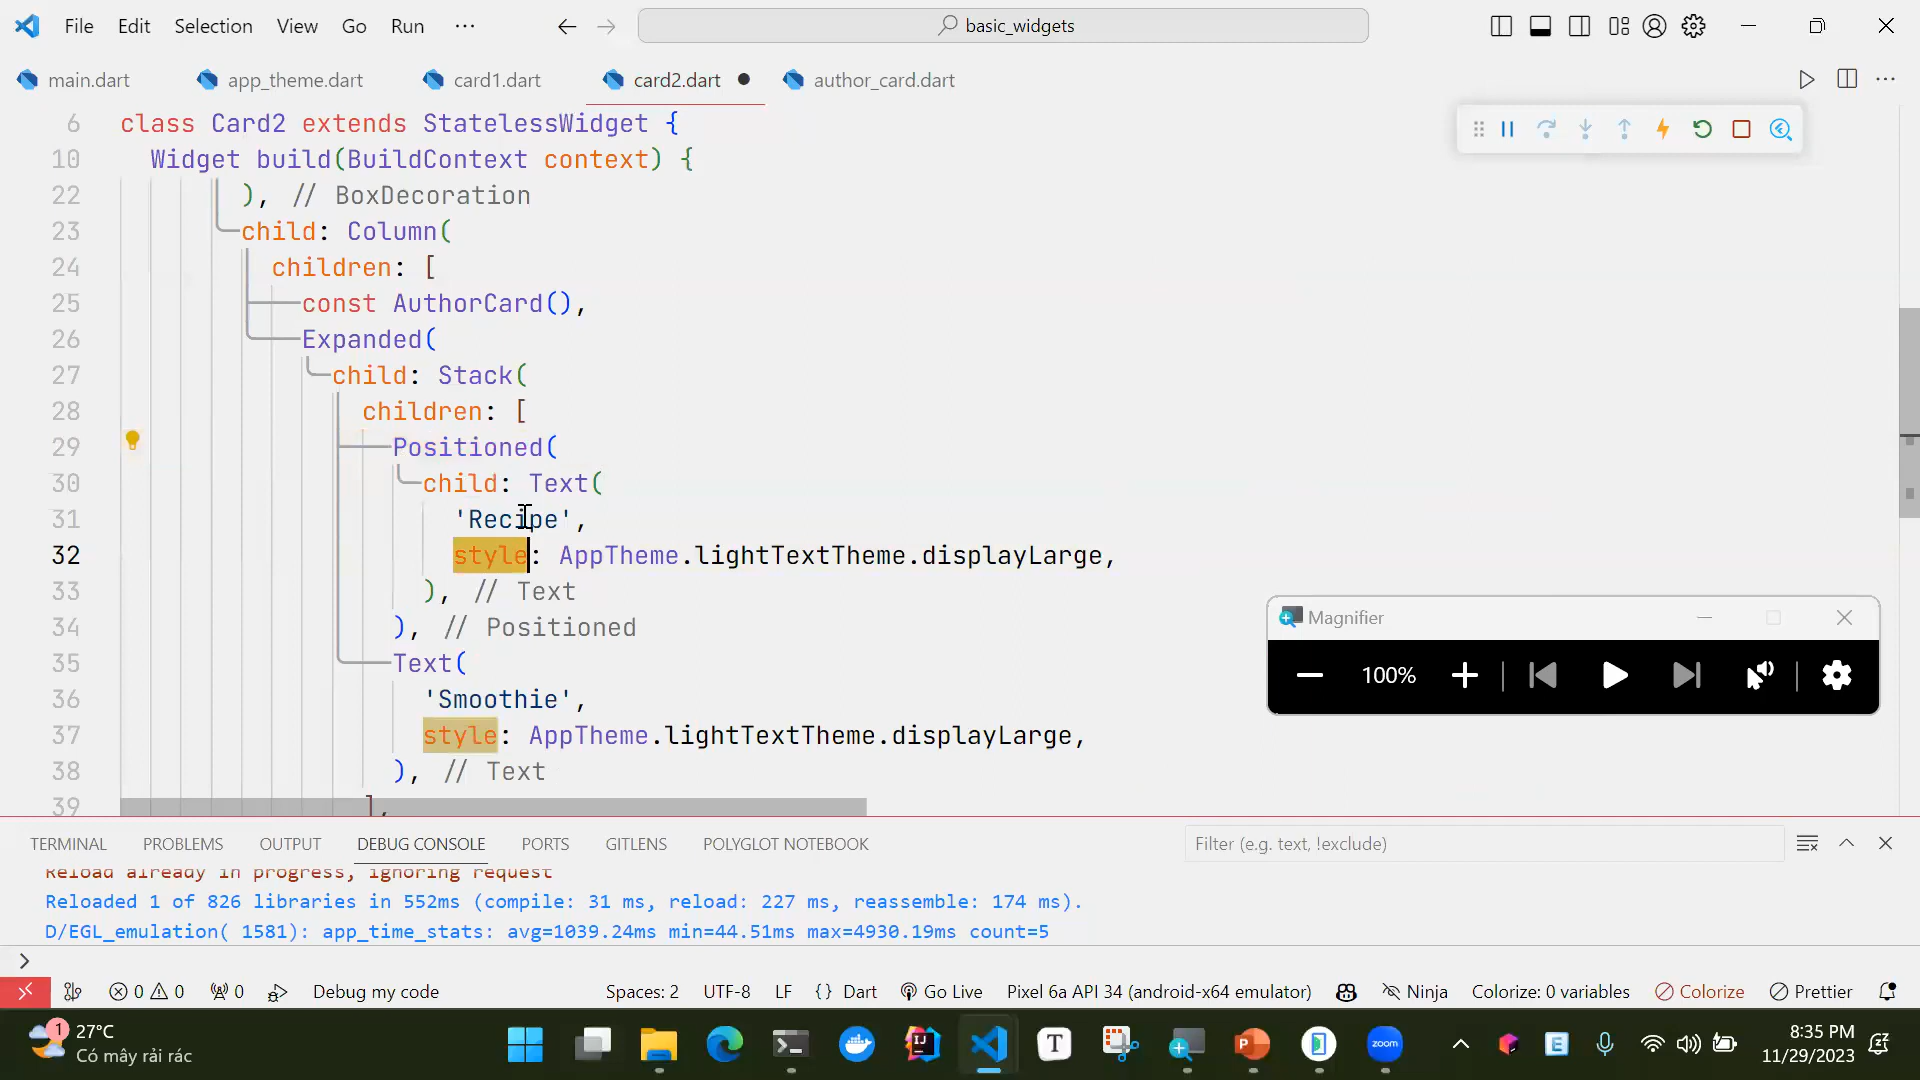 File Edit Selection View Go Run ··· basic_widgets
main.dart app_theme.dart card1.dart card2.dart author_card.dart
6 class Card2 extends StatelessWidget {
10 Widget build(BuildContext context) {
22 ), // BoxDecoration
23 child: Column(
24 children: [
25 const AuthorCard(),
26 Expanded(
27 child: Stack(
28 children: [
29 Positioned(
30 child: Text(
31 'Recipe',
32 style: AppTheme.lightTextTheme.displayLarge,
33 ), // Text
34 ), // Positioned
35 Text(
36 'Smoothie',
37 style: AppTheme.lightTextTheme.displayLarge,
38 ), // Text
39 ],
Magnifier
100%
TERMINAL PROBLEMS OUTPUT DEBUG CONSOLE PORTS GITLENS POLYGLOT NOTEBOOK Filter (e.g. text, !exclude)
Reload already in progress, ignoring request
Reloaded 1 of 826 libraries in 552ms (compile: 31 ms, reload: 227 ms, reassemble: 174 ms).
D/EGL_emulation( 1581): app_time_stats: avg=1039.24ms min=44.51ms max=4930.19ms count=5
>
0 0 0 Debug my code Spaces: 2 UTF-8 LF {} Dart Go Live Pixel 6a API 34 (android-x64 emulator) Ninja Colorize: 0 variables Colorize Prettier
1 27°C
Có mây rải rác
T
zoom
8:35 PM
11/29/2023